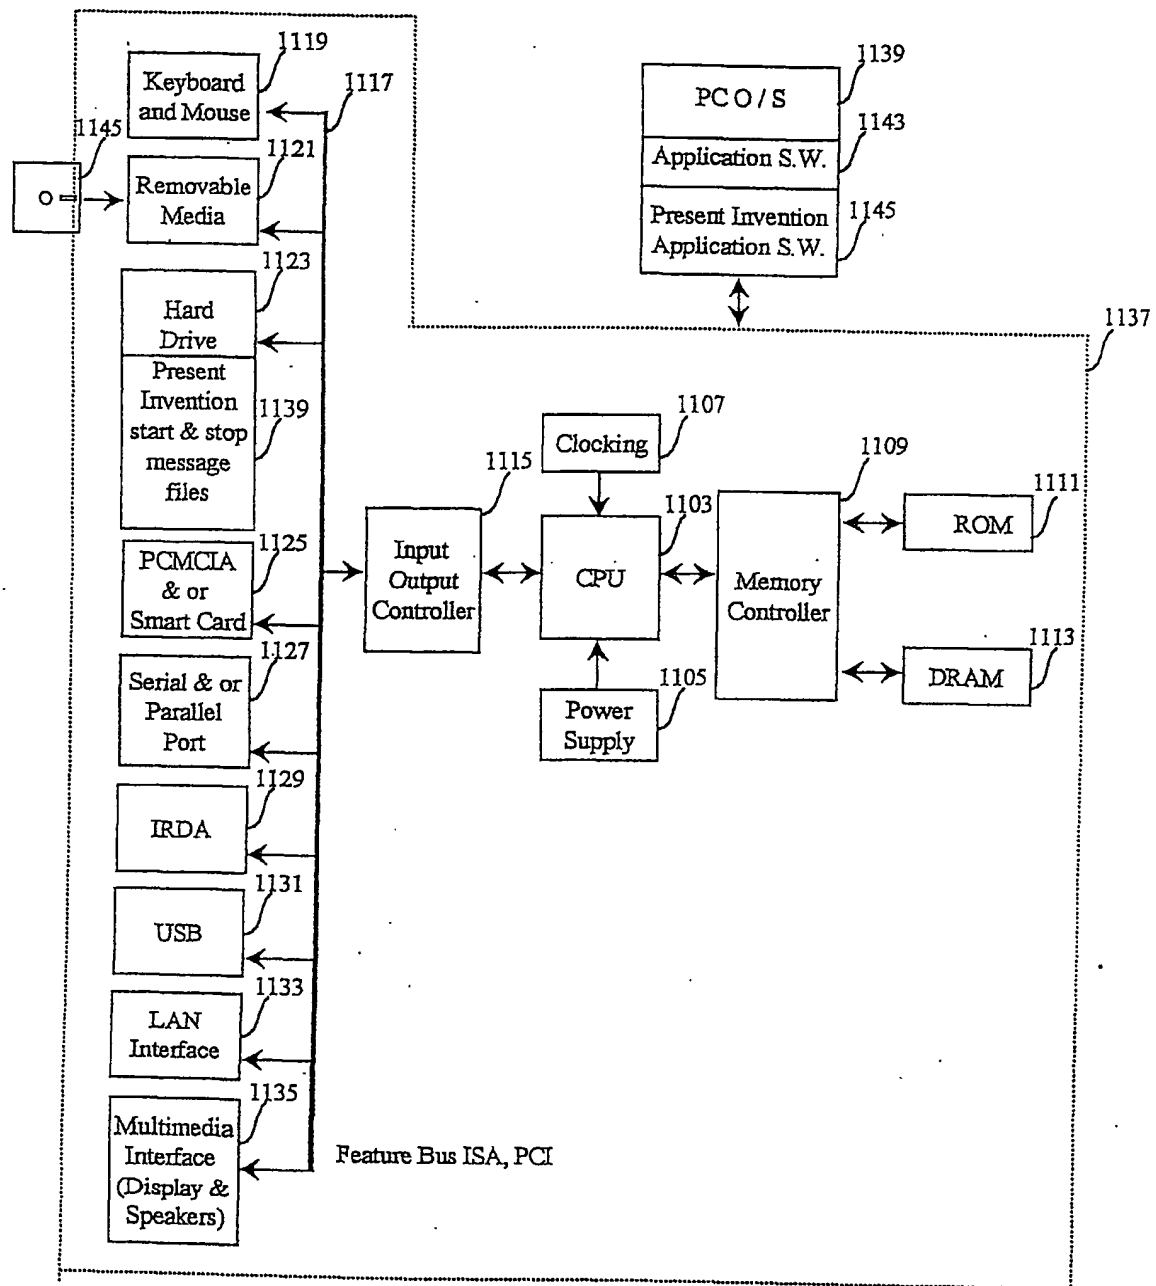 1119
Keyboard
and Mouse
1117
1145
1121
Removable
Media
1123
Hard
Drive
Present
Invention
start & stop
message
files
1139
1125
PCMCIA
& or
Smart Card
1127
Serial & or
Parallel
Port
1129
IRDA
1131
USB
1133
LAN
Interface
1135
Multimedia
Interface
(Display &
Speakers)
Feature Bus ISA, PCI
1115
Input
Output
Controller
1107
Clocking
1103
CPU
1105
Power
Supply
1109
Memory
Controller
1111
ROM
1113
DRAM
1139
PC O / S
1143
Application S.W.
1145
Present Invention
Application S.W.
1137